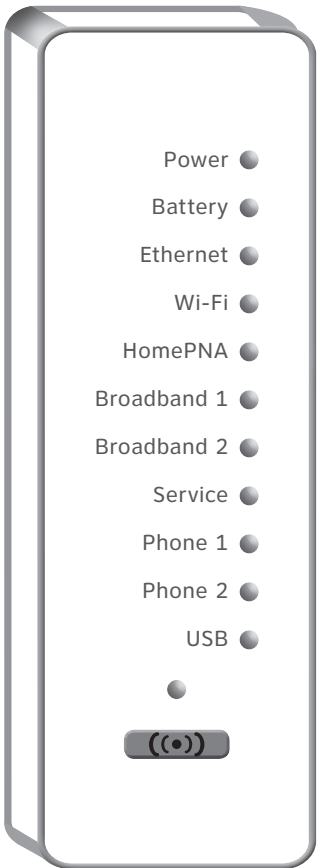 Power
Battery
Ethernet
Wi-Fi
HomePNA
Broadband 1
Broadband 2
Service
Phone 1
Phone 2
USB